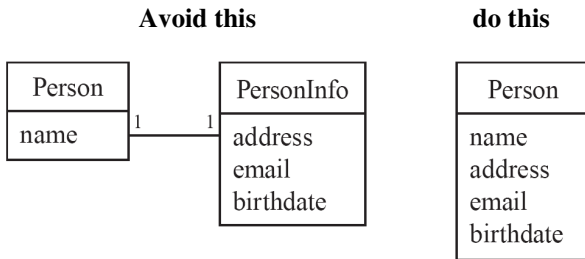 Avoid this
do this
Person
name
1
1
PersonInfo
address
email
birthdate
Person
name
address
email
birthdate